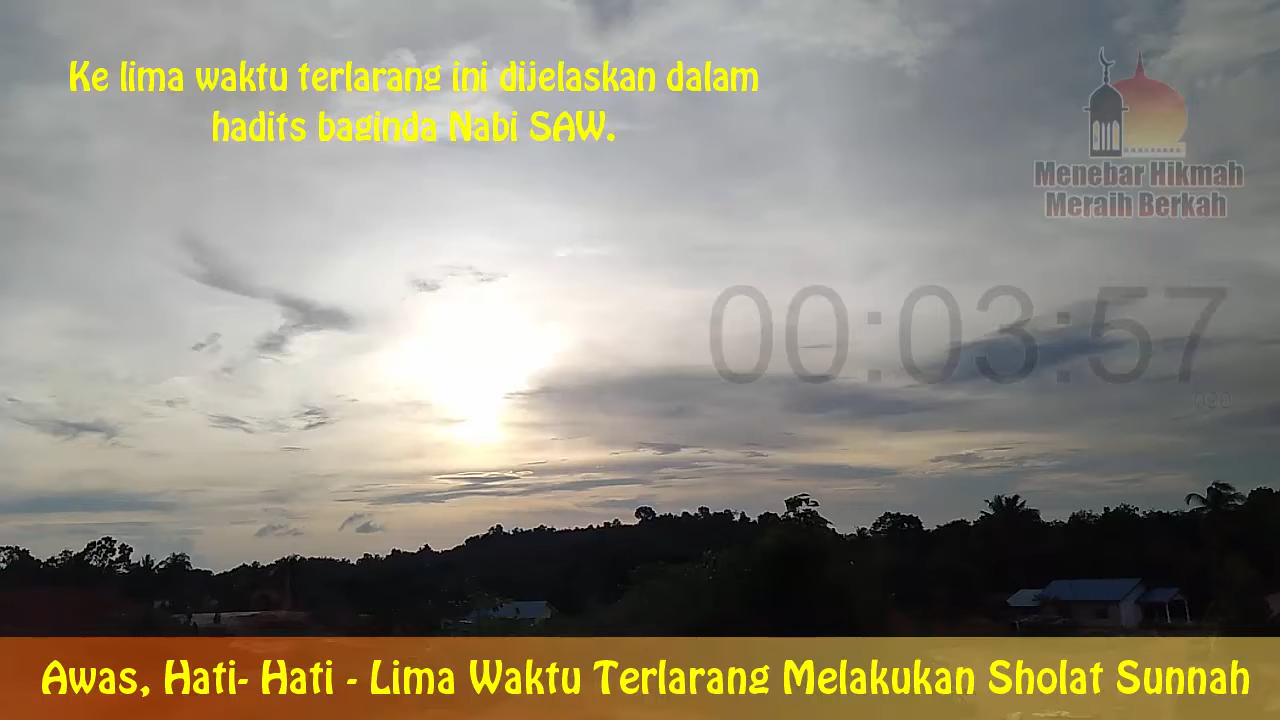 Ke lima waktu terlarang ini dijelaskan dalam
hadits baginda Nabi SAW.
Menebar Hikmah
Meraih Berkah
00:03:57
Awas, Hati- Hati - Lima Waktu Terlarang Melakukan Sholat Sunnah